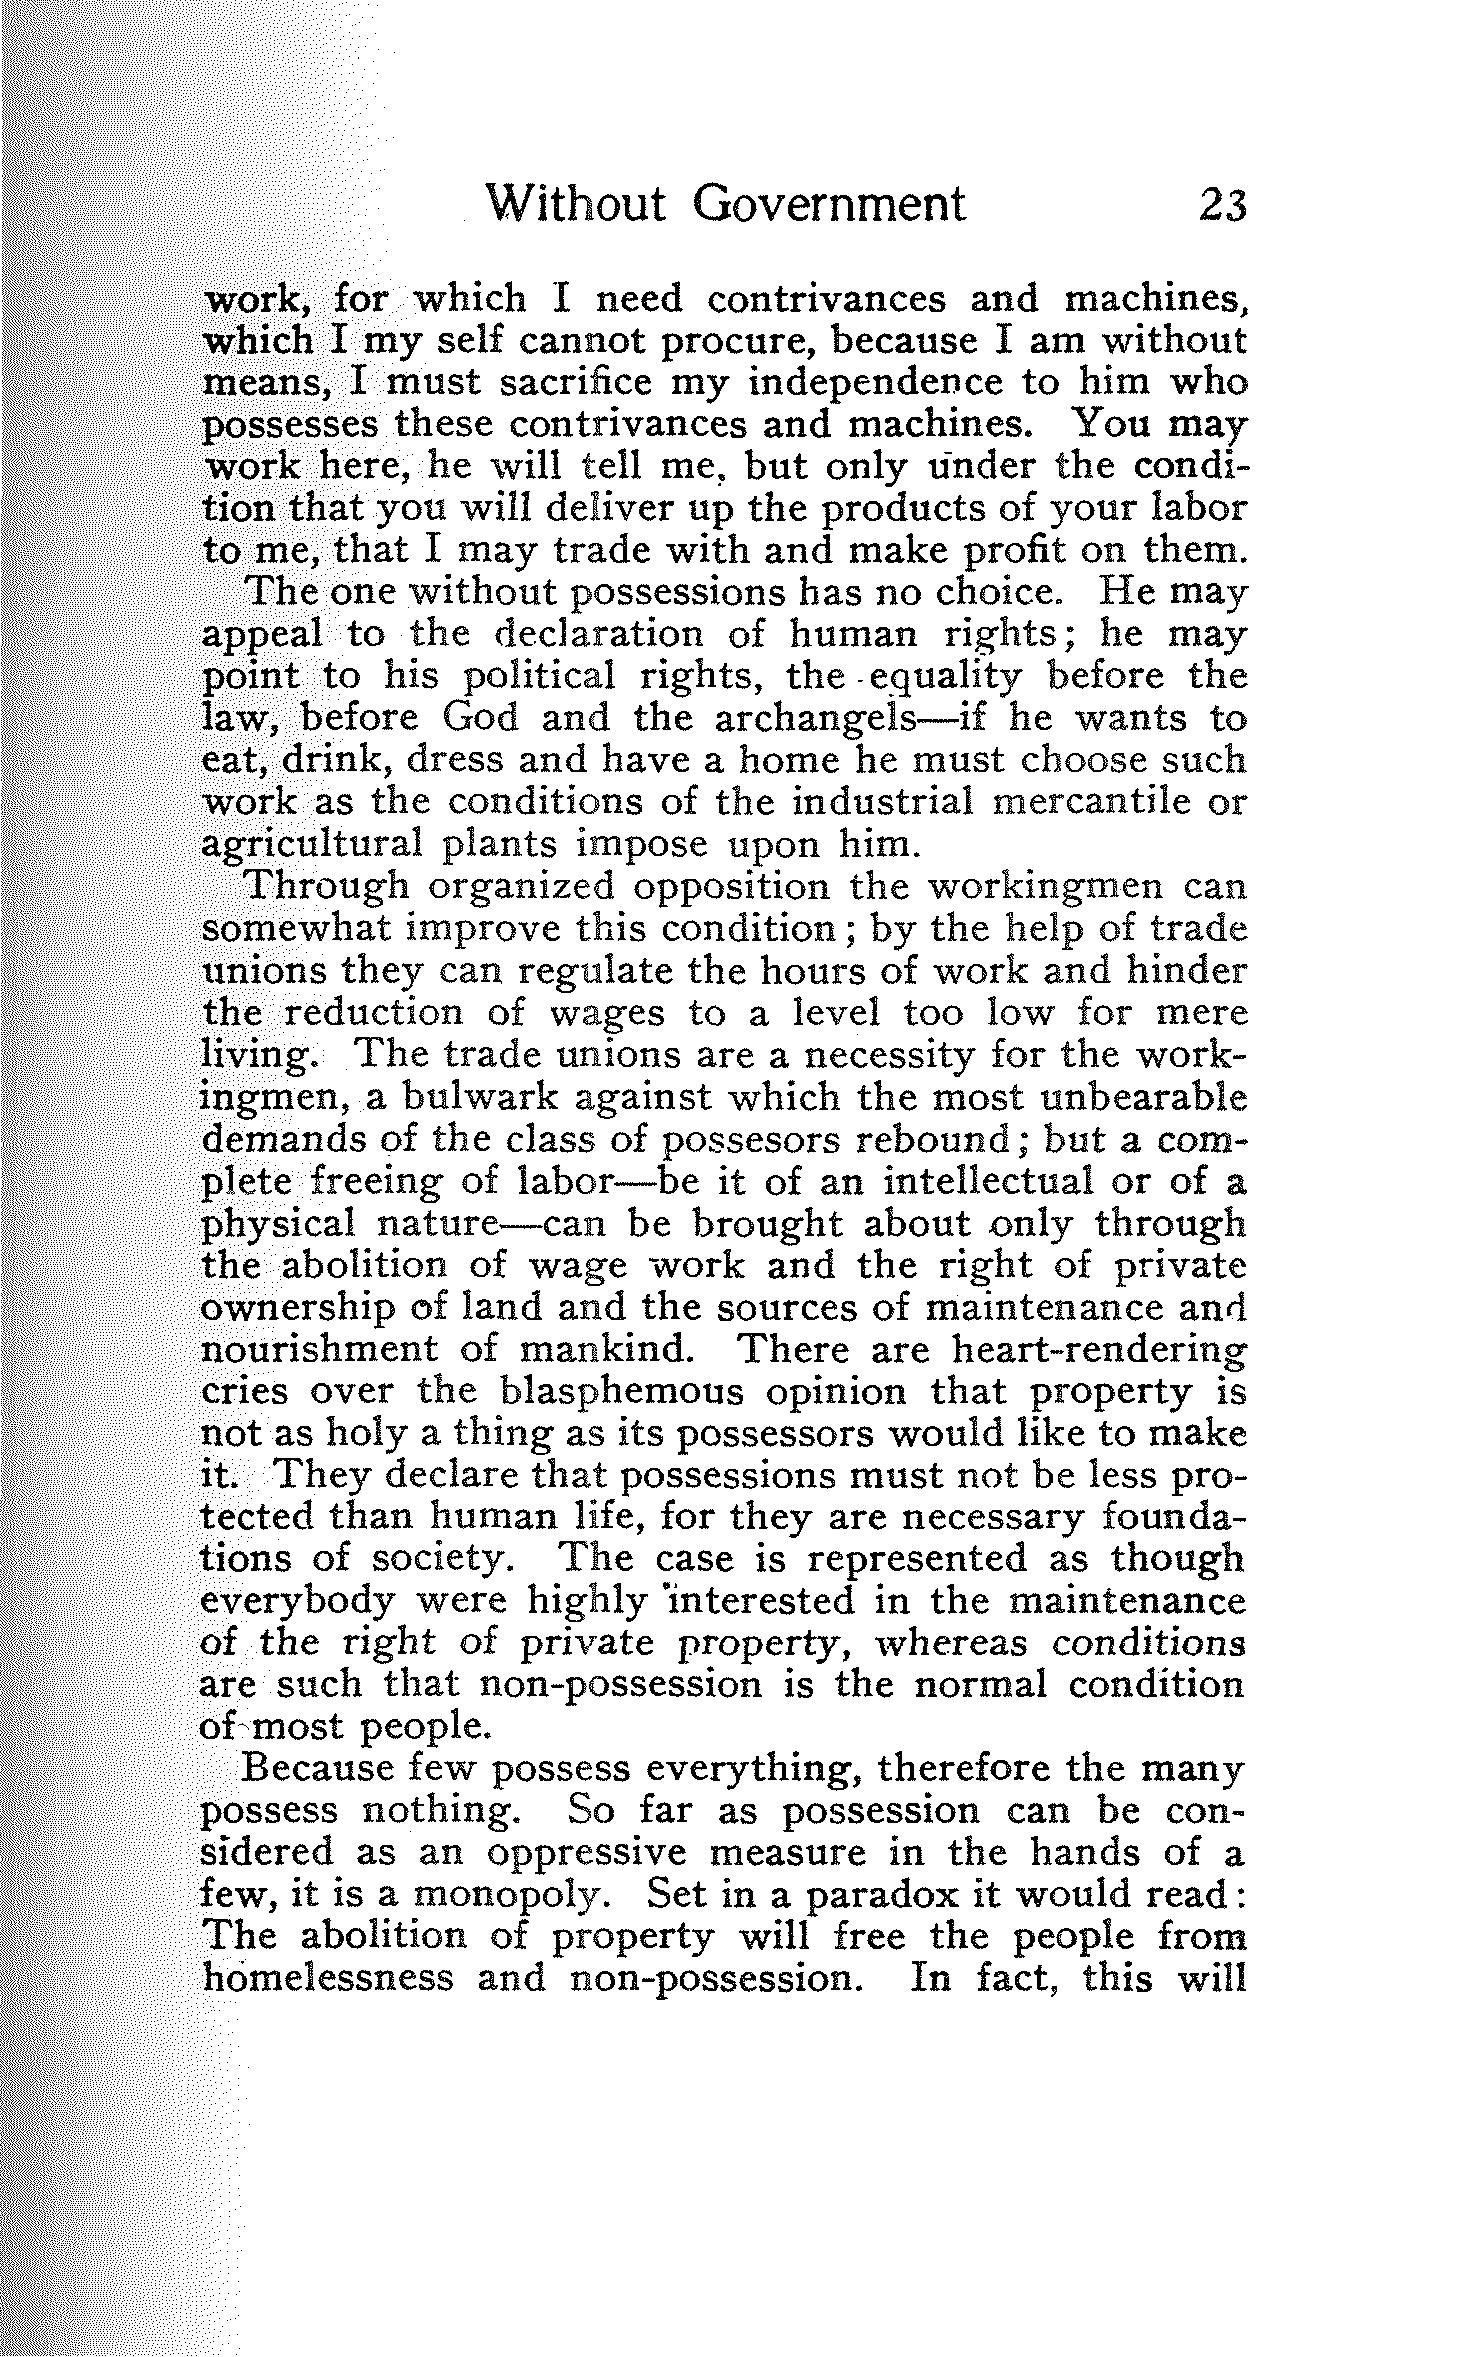 Without Government 23
work, for which I need contrivances and machines,
which I my self cannot procure, because I am without
means, I must sacrifice my independence to him who
possesses these contrivances and machines. You may
work here, he will tell me, but only under the condi-
tion that you will deliver up the products of your labor
to me, that I may trade with and make profit on them.
The one without possessions has no choice. He may
appeal to the declaration of human rights; he may
point to his political rights, the equality before the
law, before God and the archangels—if he wants to
eat, drink, dress and have a home he must choose such
work as the conditions of the industrial mercantile or
agricultural plants impose upon him.
Through organized opposition the workingmen can
somewhat improve this condition; by the help of trade
unions they can regulate the hours of work and hinder
the reduction of wages to a level too low for mere
living. The trade unions are a necessity for the work-
ingmen, a bulwark against which the most unbearable
demands of the class of possesors rebound; but a com-
plete freeing of labor—be it of an intellectual or of a
physical nature—can be brought about only through
the abolition of wage work and the right of private
ownership of land and the sources of maintenance and
nourishment of mankind. There are heart-rendering
cries over the blasphemous opinion that property is
not as holy a thing as its possessors would like to make
it. They declare that possessions must not be less pro-
tected than human life, for they are necessary founda-
tions of society. The case is represented as though
everybody were highly interested in the maintenance
of the right of private property, whereas conditions
are such that non-possession is the normal condition
of most people.
Because few possess everything, therefore the many
possess nothing. So far as possession can be con-
sidered as an oppressive measure in the hands of a
few, it is a monopoly. Set in a paradox it would read:
The abolition of property will free the people from
homelessness and non-possession. In fact, this will